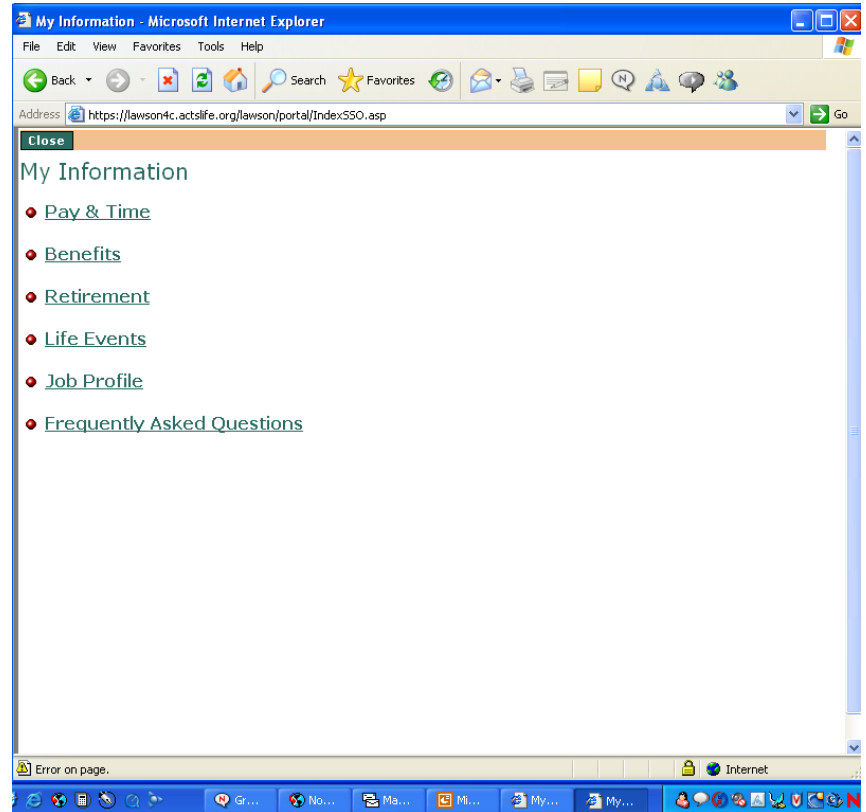 My Information - Microsoft Internet Explorer
File Edit View Favorites Tools Help
Back Search Favorites
Address https://lawson4c.actslife.org/lawson/portal/IndexSSO.asp Go
Close
My Information
Pay & Time
Benefits
Retirement
Life Events
Job Profile
Frequently Asked Questions
Error on page. Internet
Gr... No... Ma... Mi... My... My...